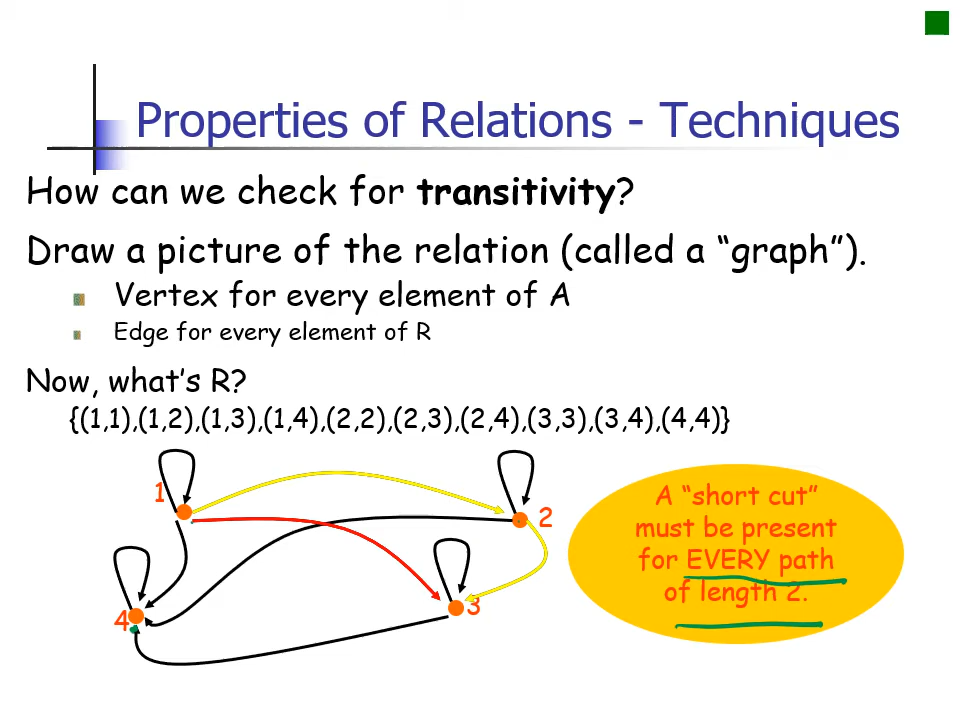 Properties of Relations - Techniques
How can we check for transitivity?
Draw a picture of the relation (called a “graph”).
Vertex for every element of A
Edge for every element of R
Now, what’s R?
{(1,1),(1,2),(1,3),(1,4),(2,2),(2,3),(2,4),(3,3),(3,4),(4,4)}
1
2
3
4
A “short cut”
must be present
for EVERY path
of length 2.